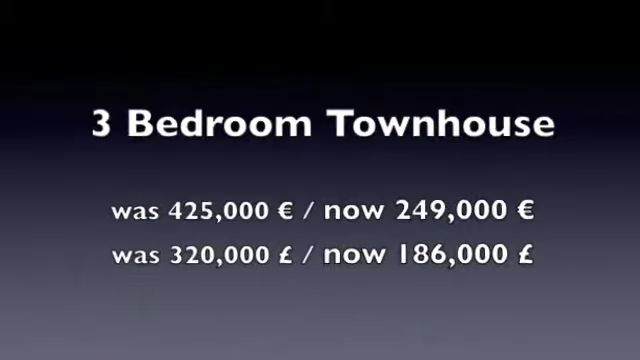 3 Bedroom Townhouse
was 425,000 € / now 249,000 €
was 320,000 £ / now 186,000 £